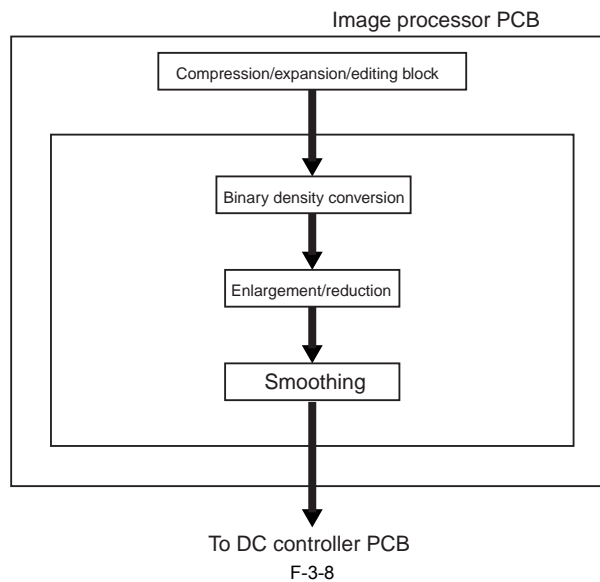 Image processor PCB
Compression/expansion/editing block
Binary density conversion
Enlargement/reduction
Smoothing
To DC controller PCB
F-3-8